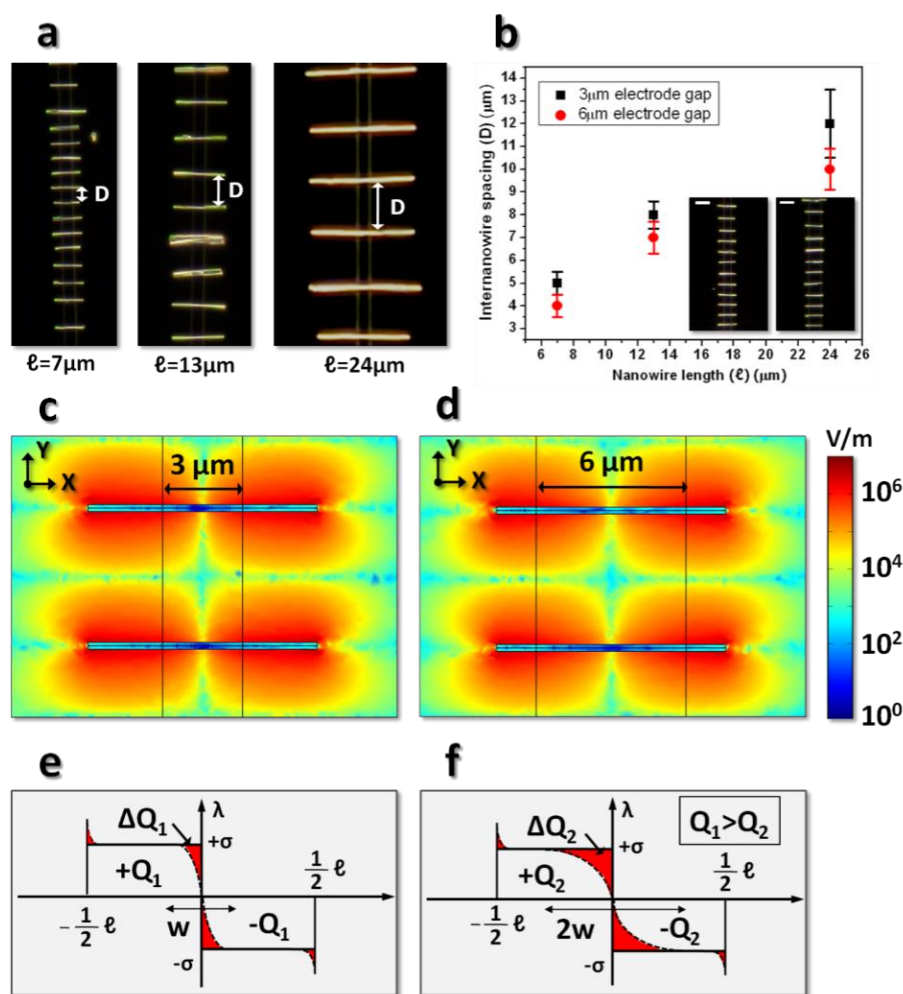 a
D
D
D
ℓ=7μm
ℓ=13μm
ℓ=24μm
b
Internanowire spacing (D) (μm)
14
13
12
11
10
9
8
7
6
5
4
3
3μm electrode gap
6μm electrode gap
6 8 10 12 14 16 18 20 22 24 26
Nanowire length (ℓ) (μm)
c
Y
X
3 μm
d
Y
X
6 μm
V/m
10⁶
10⁴
10²
10⁰
e
λ
ΔQ₁
+σ
+Q₁
1/2 ℓ
-1/2 ℓ
w
-Q₁
-σ
f
λ
Q₁>Q₂
ΔQ₂
+σ
+Q₂
1/2 ℓ
-1/2 ℓ
2w
-Q₂
-σ